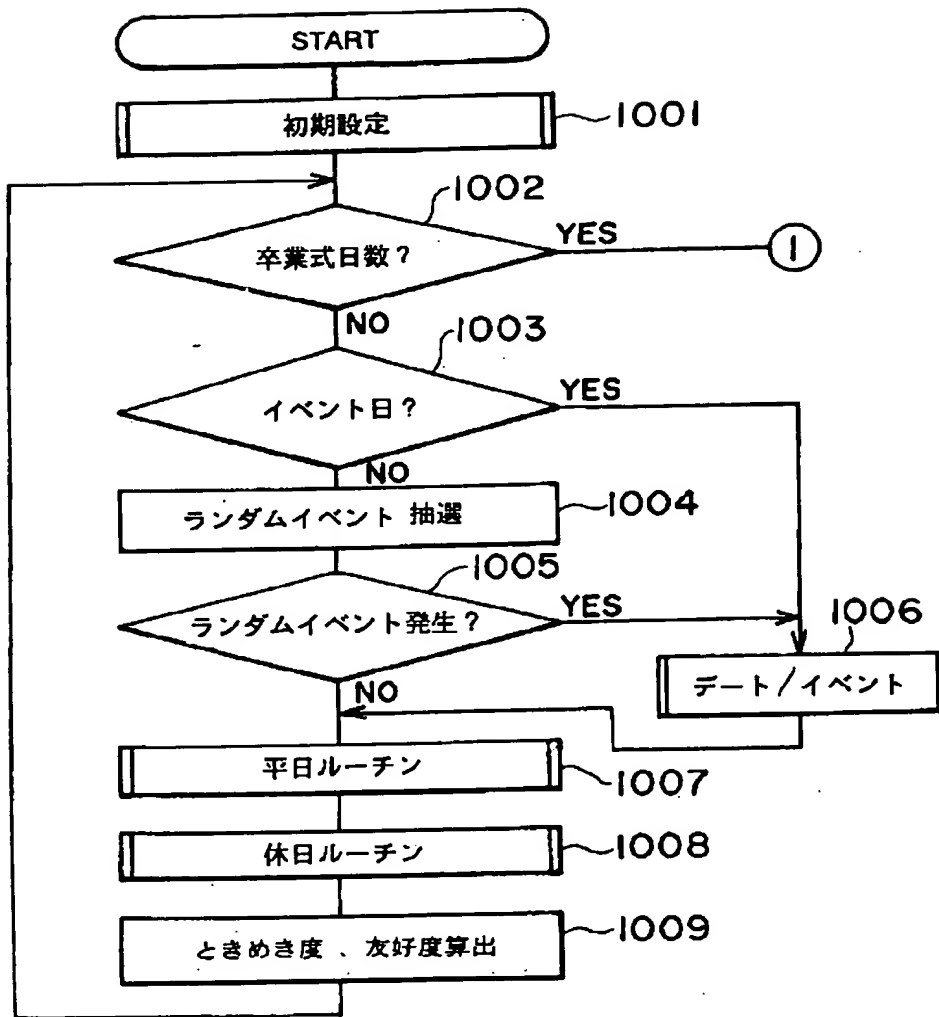 START
初期設定
1001
1002
卒業式日数?
YES
1
NO
1003
イベント日?
YES
NO
ランダムイベント 抽選
1004
1005
ランダムイベント発生?
YES
1006
デート/イベント
NO
平日ルーチン
1007
休日ルーチン
1008
ときめき度 、友好度算出
1009